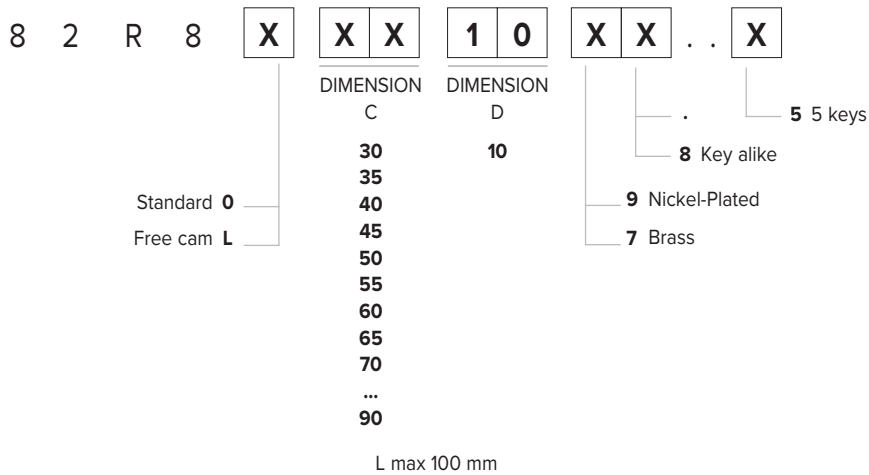 8 2 R 8 X X X 1 0 X X . . X
DIMENSION C
DIMENSION D
. 5 5 keys
30 10 8 Key alike
35
Standard 0 40 9 Nickel-Plated
Free cam L 45 7 Brass
50
55
60
65
70
...
90
L max 100 mm